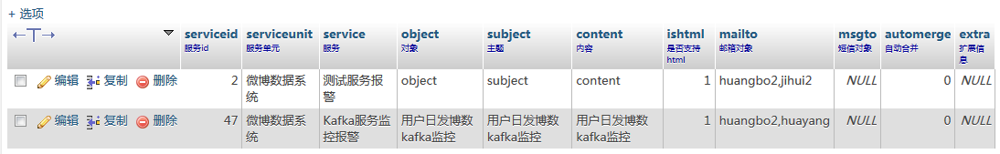 + 选项
←T→ serviceid serviceunit service object subject content ishtml mailto msgto automerge extra
服务id 服务单元 服务 对象 主题 内容 是否支持html 邮箱对象 短信对象 自动合并 扩展信息
编辑 复制 删除 2 微博数据系统 测试服务报警 object subject content 1 huangbo2,jihui2 NULL 0 NULL
编辑 复制 删除 47 微博数据系统 Kafka服务监控报警 用户日发博数kafka监控 用户日发博数kafka监控 用户日发博数kafka监控 1 huangbo2,huayang NULL 0 NULL